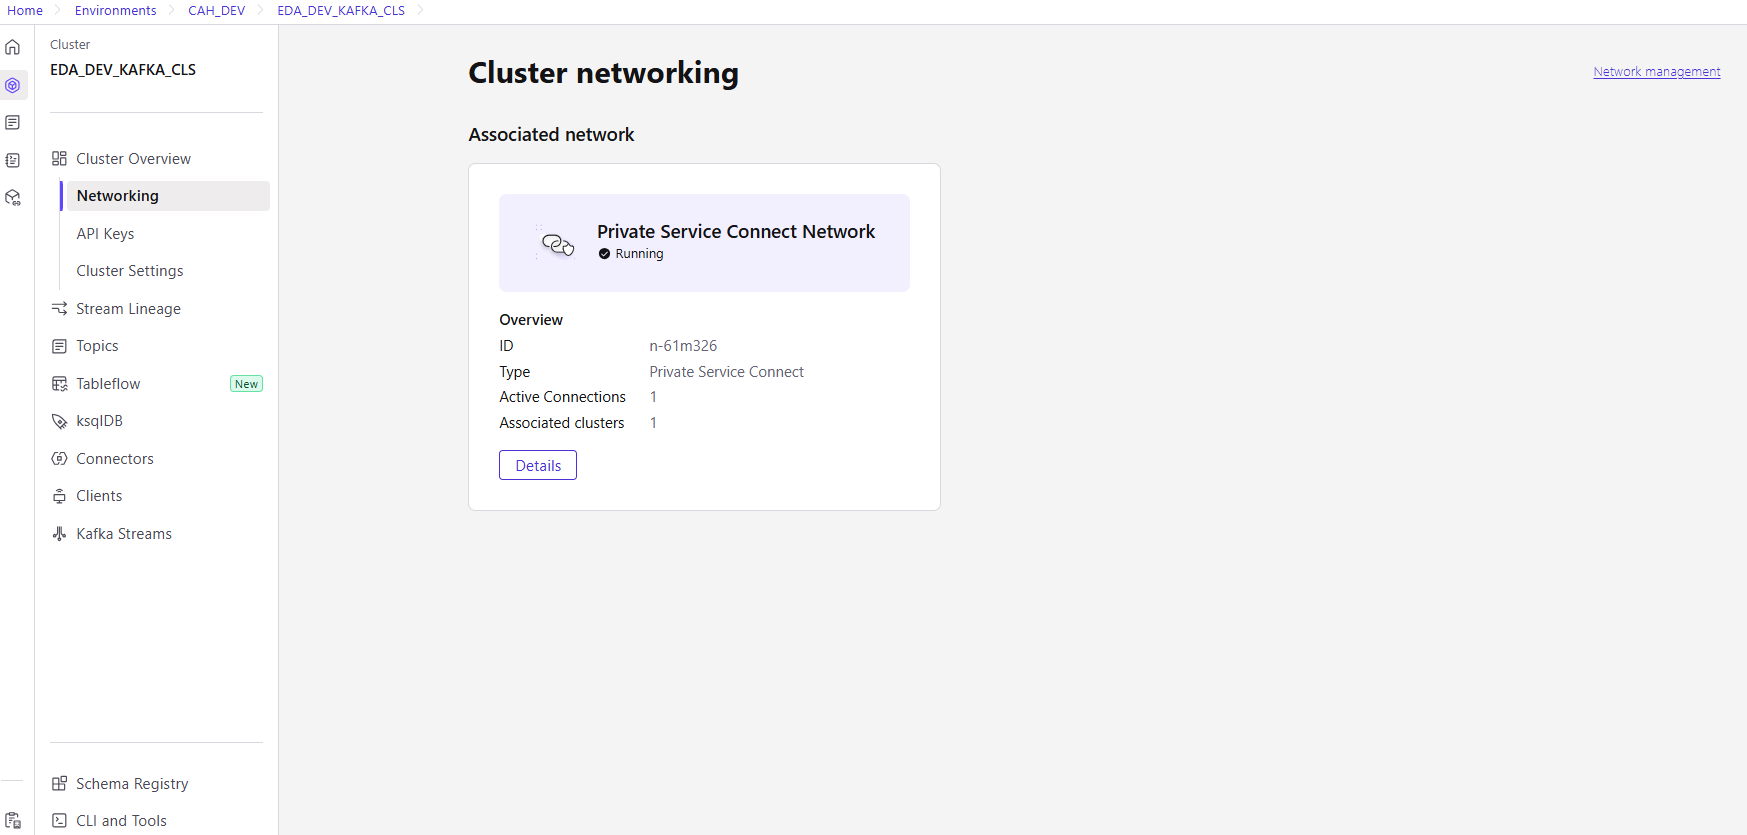 Home
Environments
CAH_DEV
EDA_DEV_KAFKA_CLS
Cluster
EDA_DEV_KAFKA_CLS
Cluster Overview
Networking
API Keys
Cluster Settings
Stream Lineage
Topics
Tableflow New
ksqlDB
Connectors
Clients
Kafka Streams
Schema Registry
CLI and Tools
Cluster networking
Network management
Associated network
Private Service Connect Network
Running
Overview
ID n-61m326
Type Private Service Connect
Active Connections 1
Associated clusters 1
Details